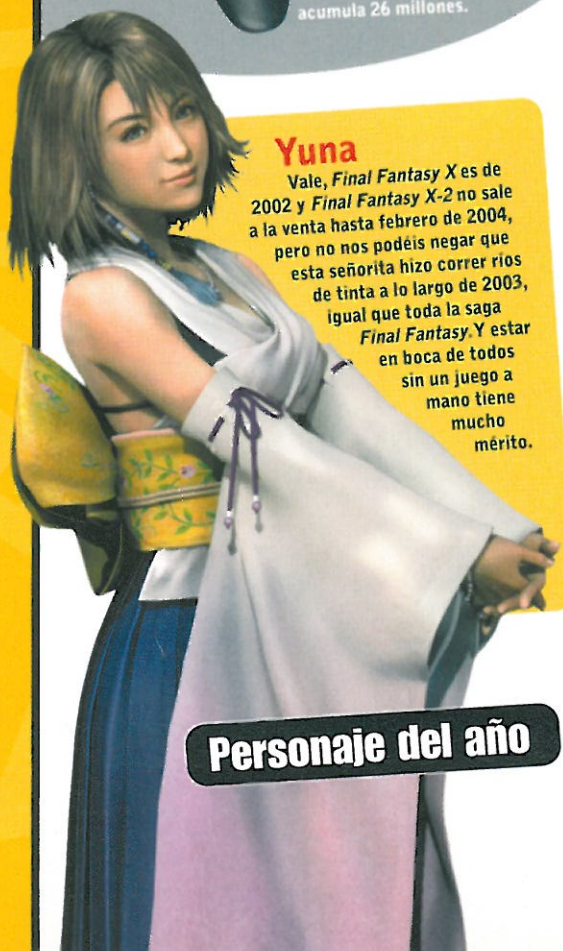 acumula 26 millones.
Yuna
Vale, Final Fantasy X es de
2002 y Final Fantasy X-2 no sale
a la venta hasta febrero de 2004,
pero no nos podéis negar que
esta señorita hizo correr ríos
de tinta a lo largo de 2003,
igual que toda la saga
Final Fantasy. Y estar
en boca de todos
sin un juego a
mano tiene
mucho
mérito.
Personaje del año